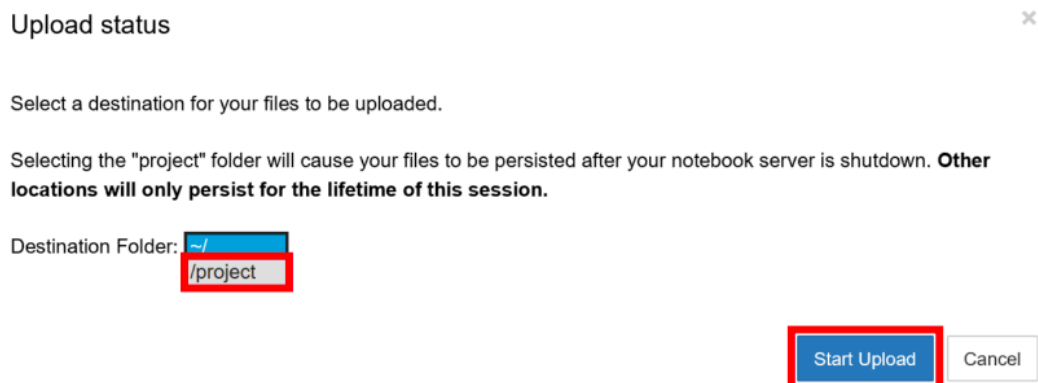 Upload status
×
Select a destination for your files to be uploaded.
Selecting the "project" folder will cause your files to be persisted after your notebook server is shutdown. Other
locations will only persist for the lifetime of this session.
Destination Folder: ~/
/project
Start Upload Cancel